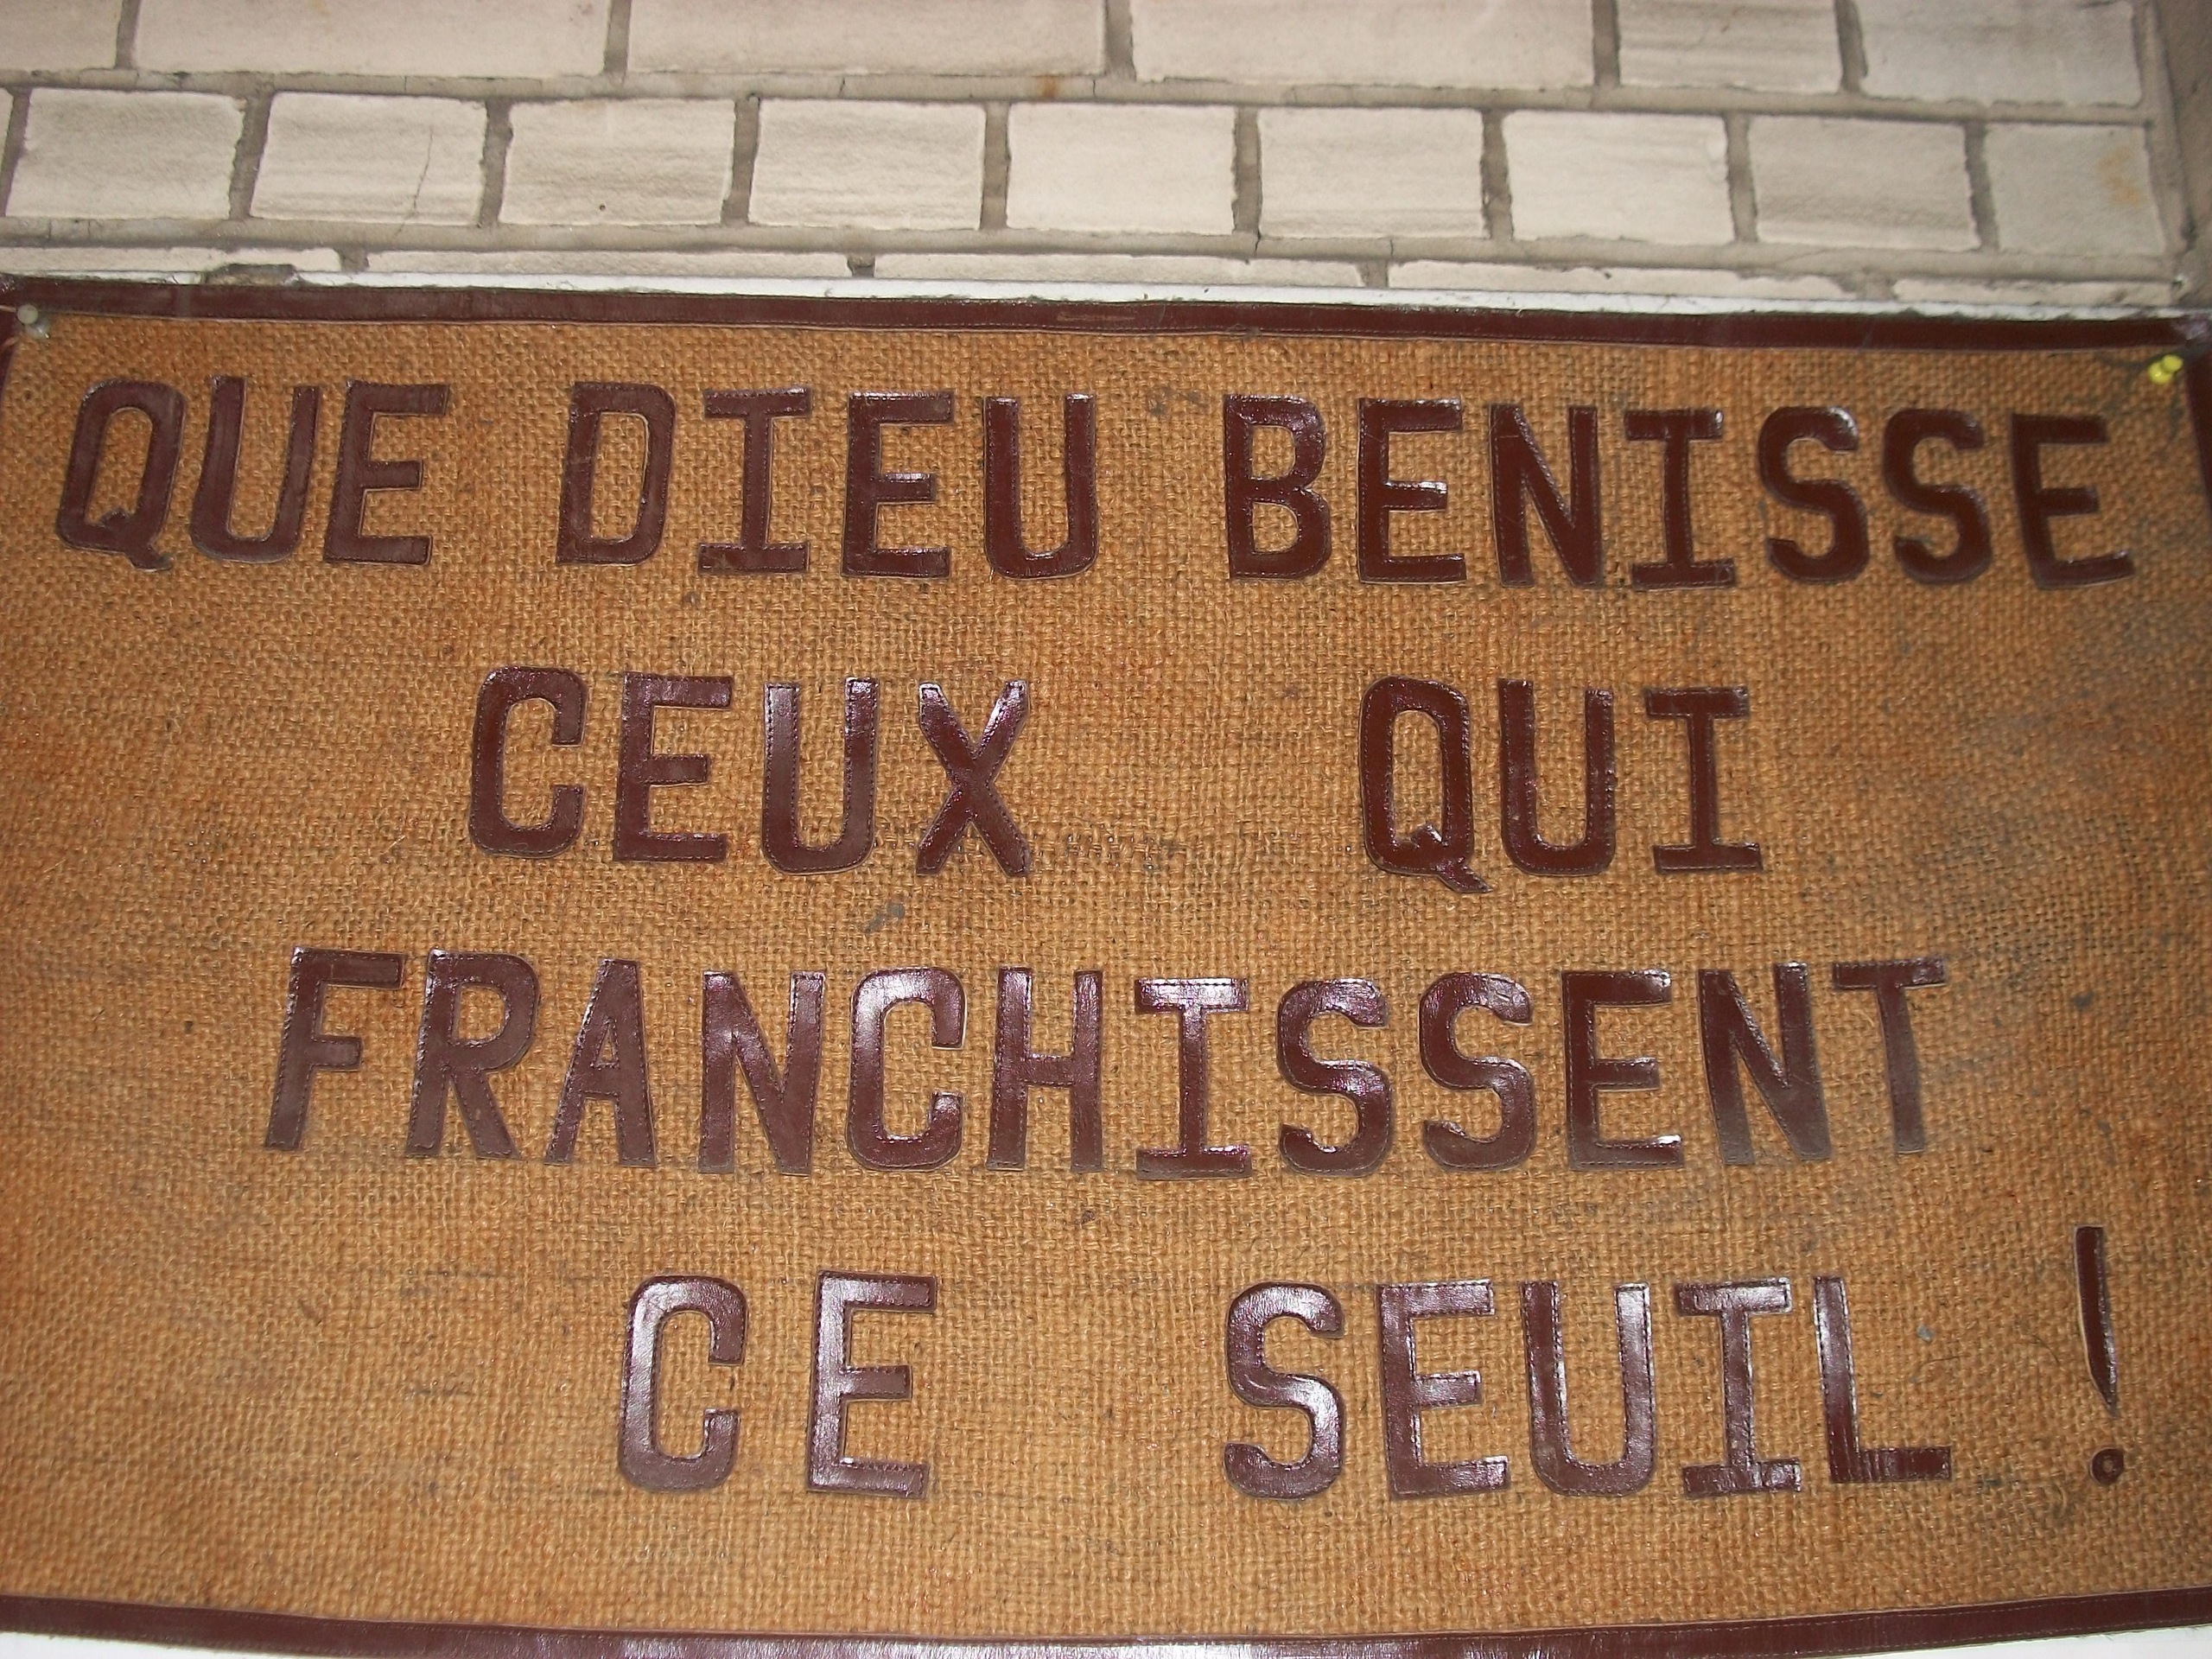 QUE DIEU BENISSE
CEUX QUI
FRANCHISSENT
CE SEUIL !